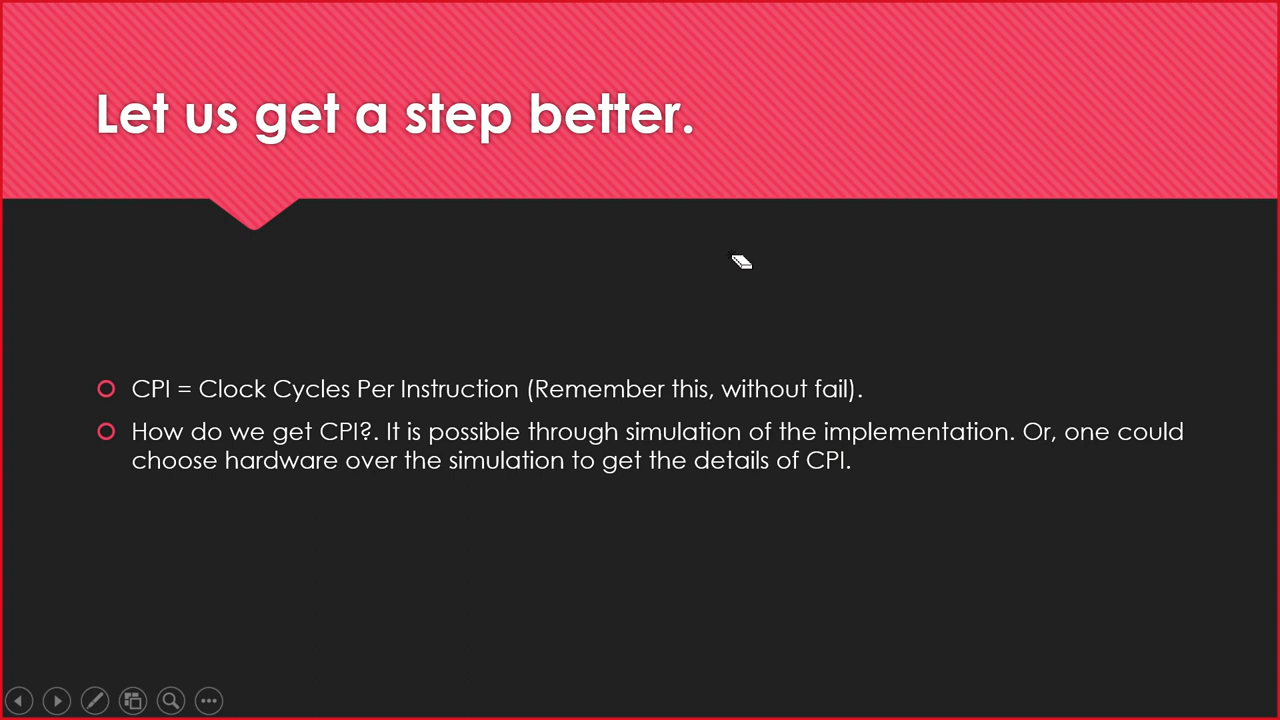 Let us get a step better.
CPI = Clock Cycles Per Instruction (Remember this, without fail).
How do we get CPI?. It is possible through simulation of the implementation. Or, one could
choose hardware over the simulation to get the details of CPI.